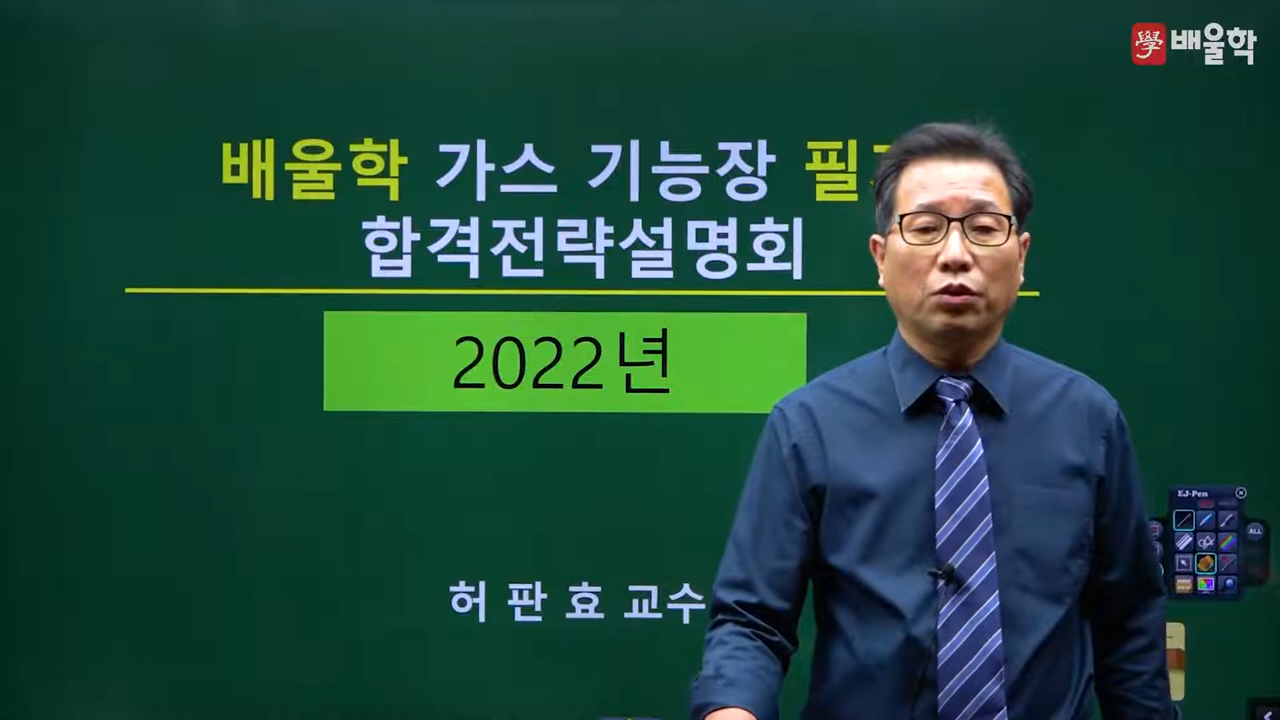 學 배울학
배울학 가스 기능장
합격전략설명회
2022년
허 판 효 교수
EJ-Pen
ALL